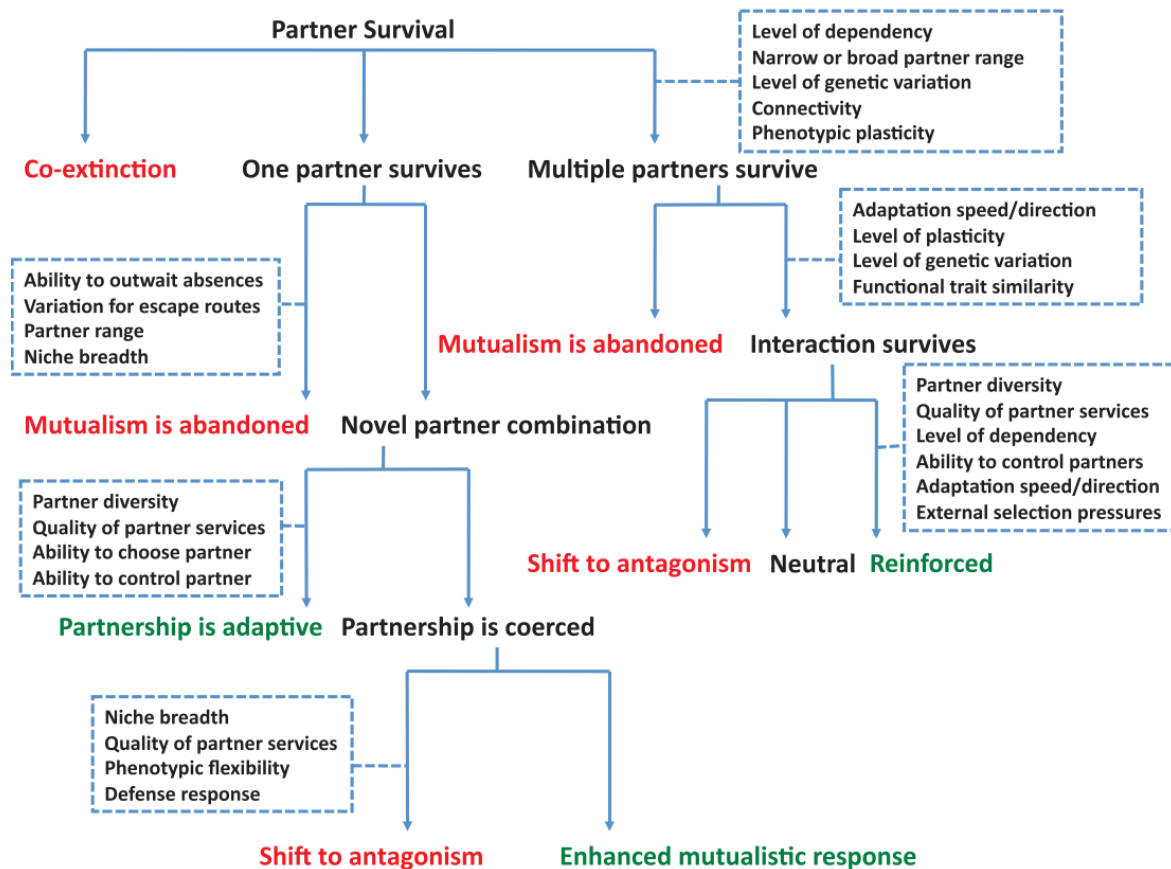 Partner Survival
Level of dependency
Narrow or broad partner range
Level of genetic variation
Connectivity
Phenotypic plasticity
Co-extinction
One partner survives
Multiple partners survive
Adaptation speed/direction
Level of plasticity
Level of genetic variation
Functional trait similarity
Ability to outwait absences
Variation for escape routes
Partner range
Niche breadth
Mutualism is abandoned
Interaction survives
Partner diversity
Quality of partner services
Level of dependency
Ability to control partners
Adaptation speed/direction
External selection pressures
Mutualism is abandoned
Novel partner combination
Partner diversity
Quality of partner services
Ability to choose partner
Ability to control partner
Shift to antagonism
Neutral
Reinforced
Partnership is adaptive
Partnership is coerced
Niche breadth
Quality of partner services
Phenotypic flexibility
Defense response
Shift to antagonism
Enhanced mutualistic response